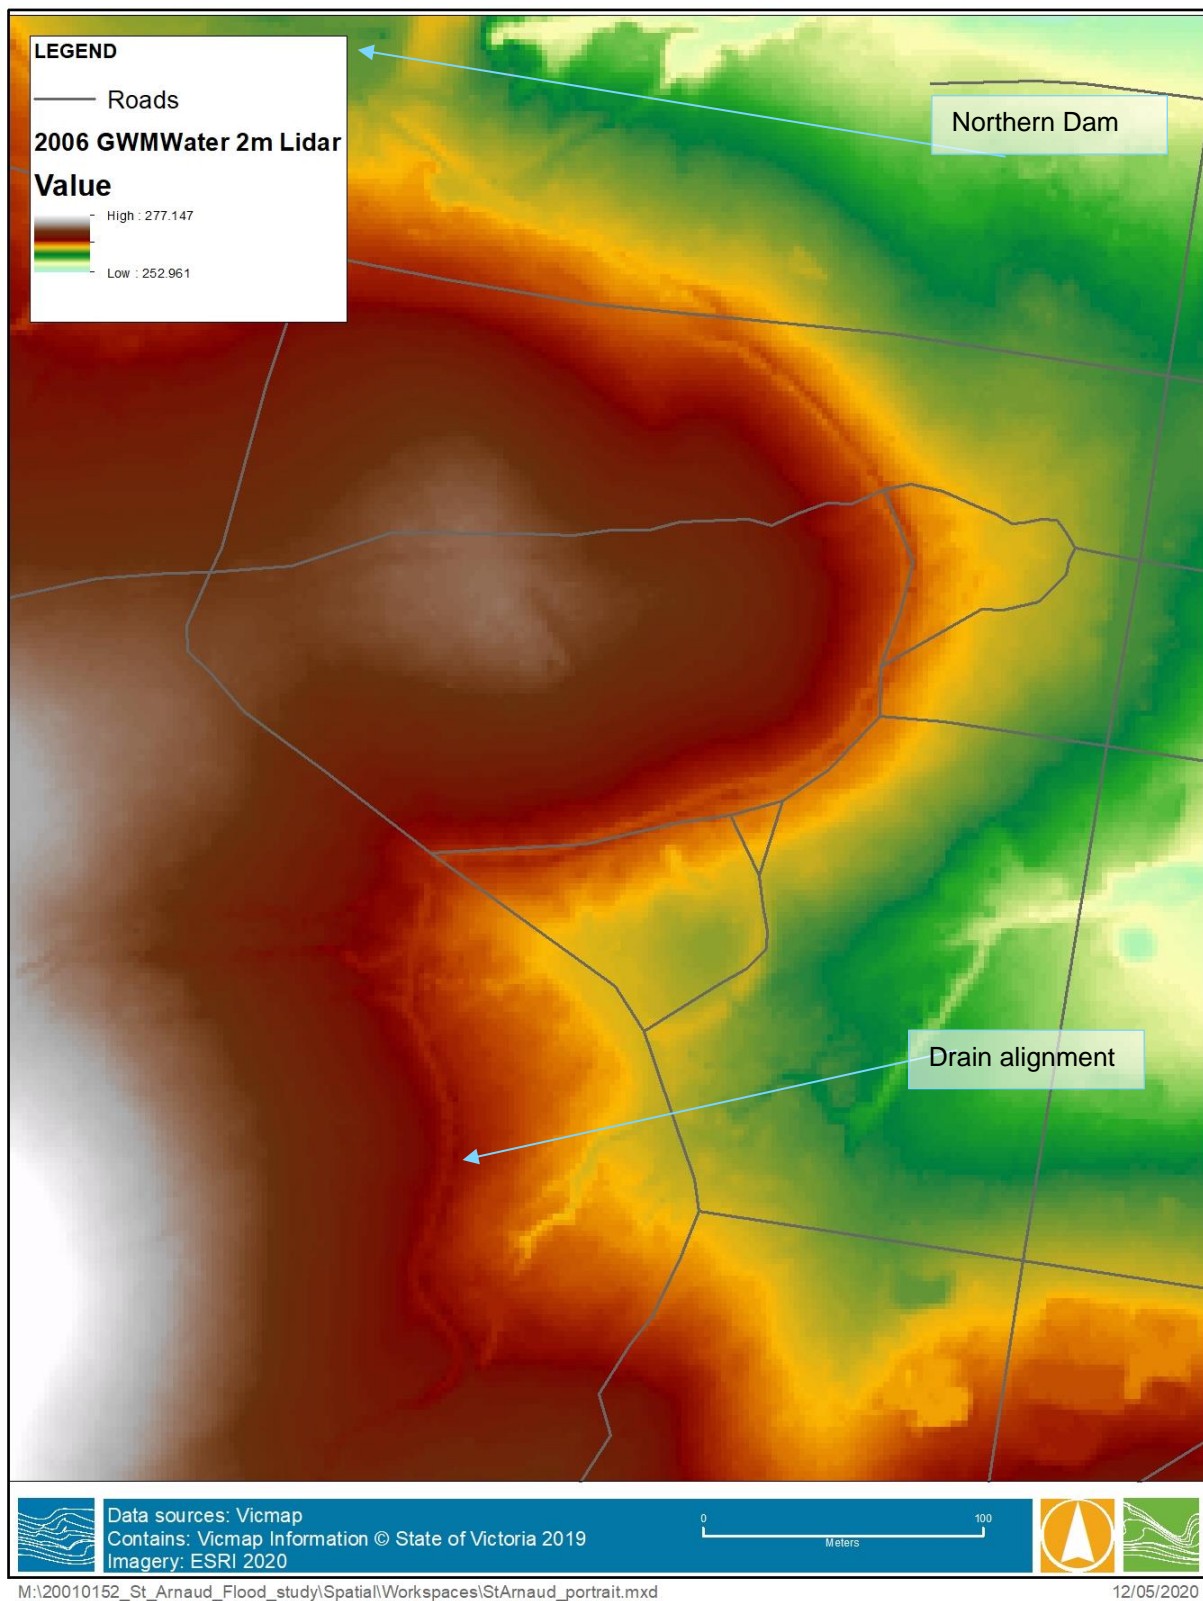 LEGEND
Roads
2006 GWMWater 2m Lidar
Value
High : 277.147
Low : 252.961
Northern Dam
Drain alignment
Data sources: Vicmap
Contains: Vicmap Information © State of Victoria 2019
Imagery: ESRI 2020
0 100
Meters
M:\20010152_St_Arnaud_Flood_study\Spatial\Workspaces\StArnaud_portrait.mxd 12/05/2020